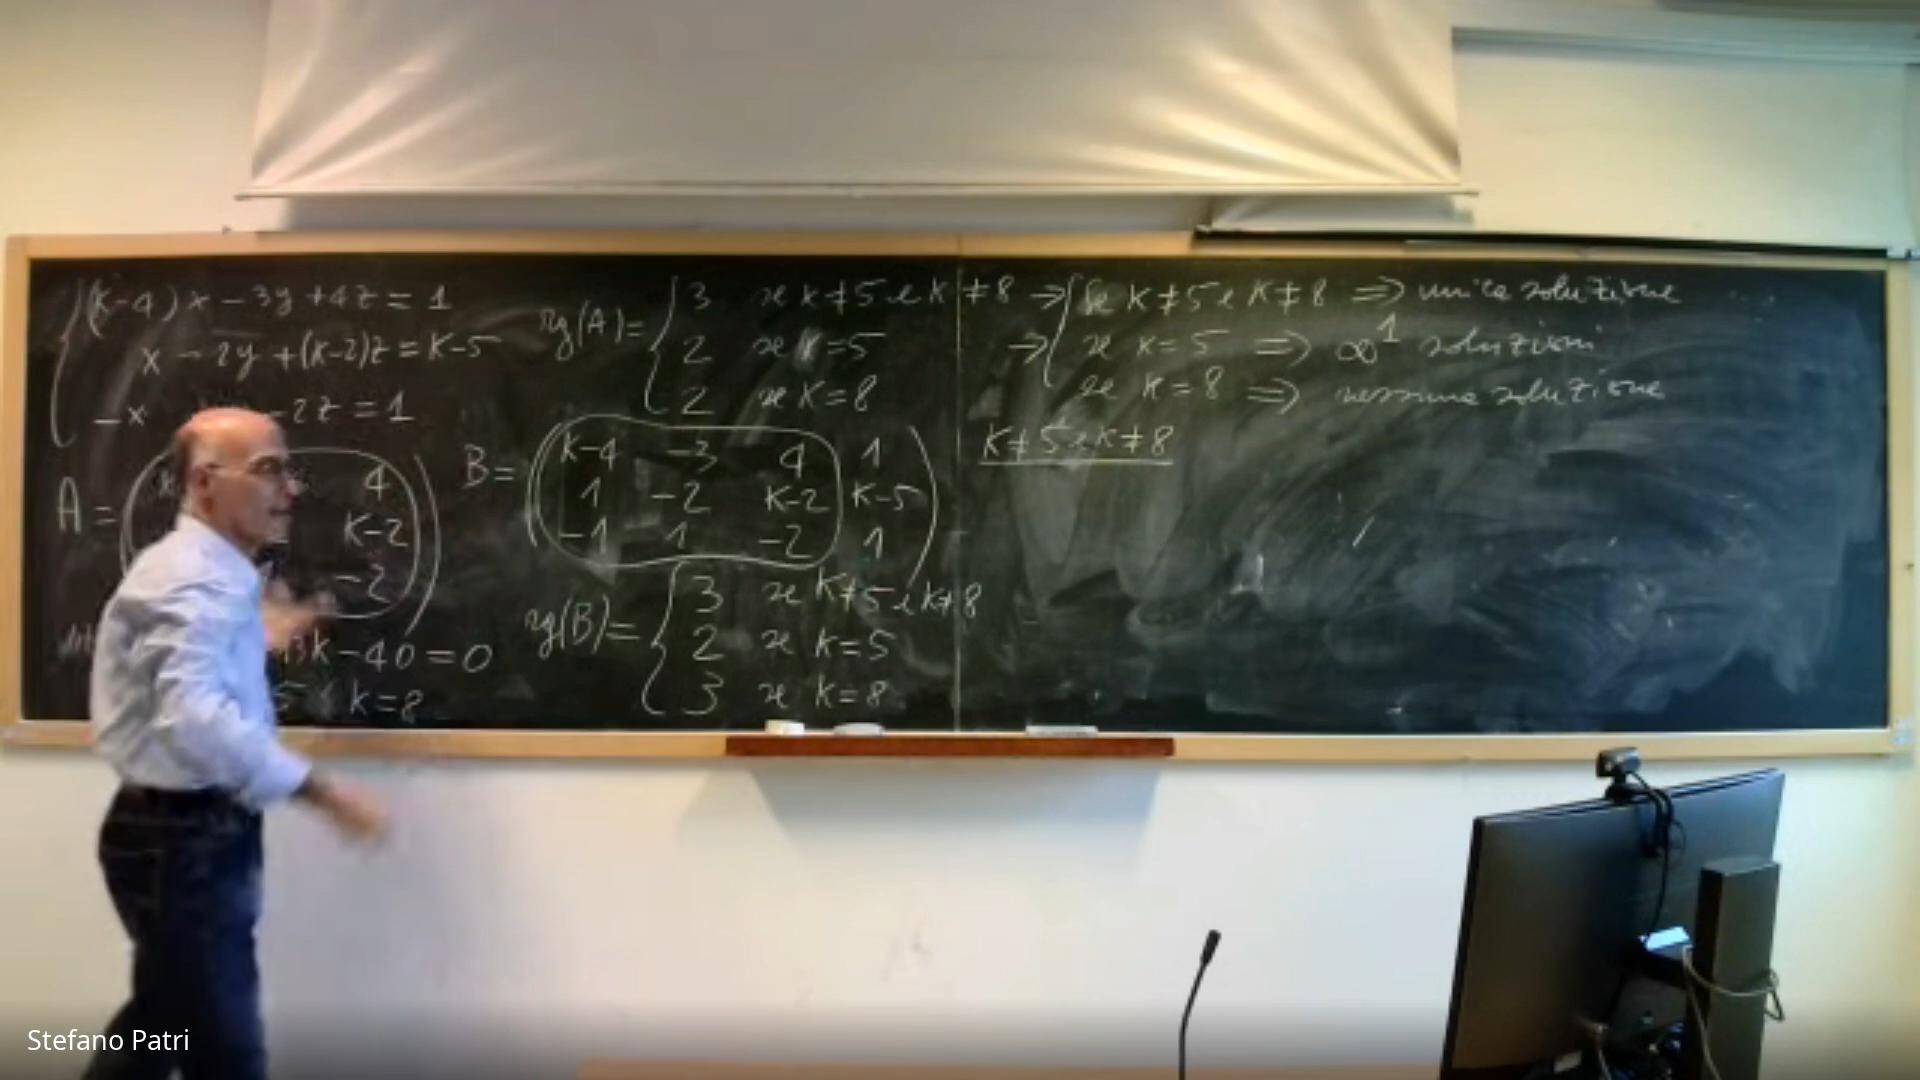 (K-4)x - 3y + 4z = 1
x - 2y + (K-2)z = K-5
-x -2z = 1
A = 4
K-2
-2
3K - 40 = 0
5 K=8
rg(A) = 3 se K≠5 e K≠8
2 se K=5
2 se K=8
B = K-4 -3 4 1
1 -2 K-2 K-5
-1 1 -2 1
rg(B) = 3 se K≠5 e K≠8
2 se K=5
3 se K=8
→ Se K≠5 e K≠8 ⇒ unica soluzione
→ se K=5 ⇒ ∞¹ soluzioni
se K=8 ⇒ nessuna soluzione
K≠5 e K≠8
Stefano Patri